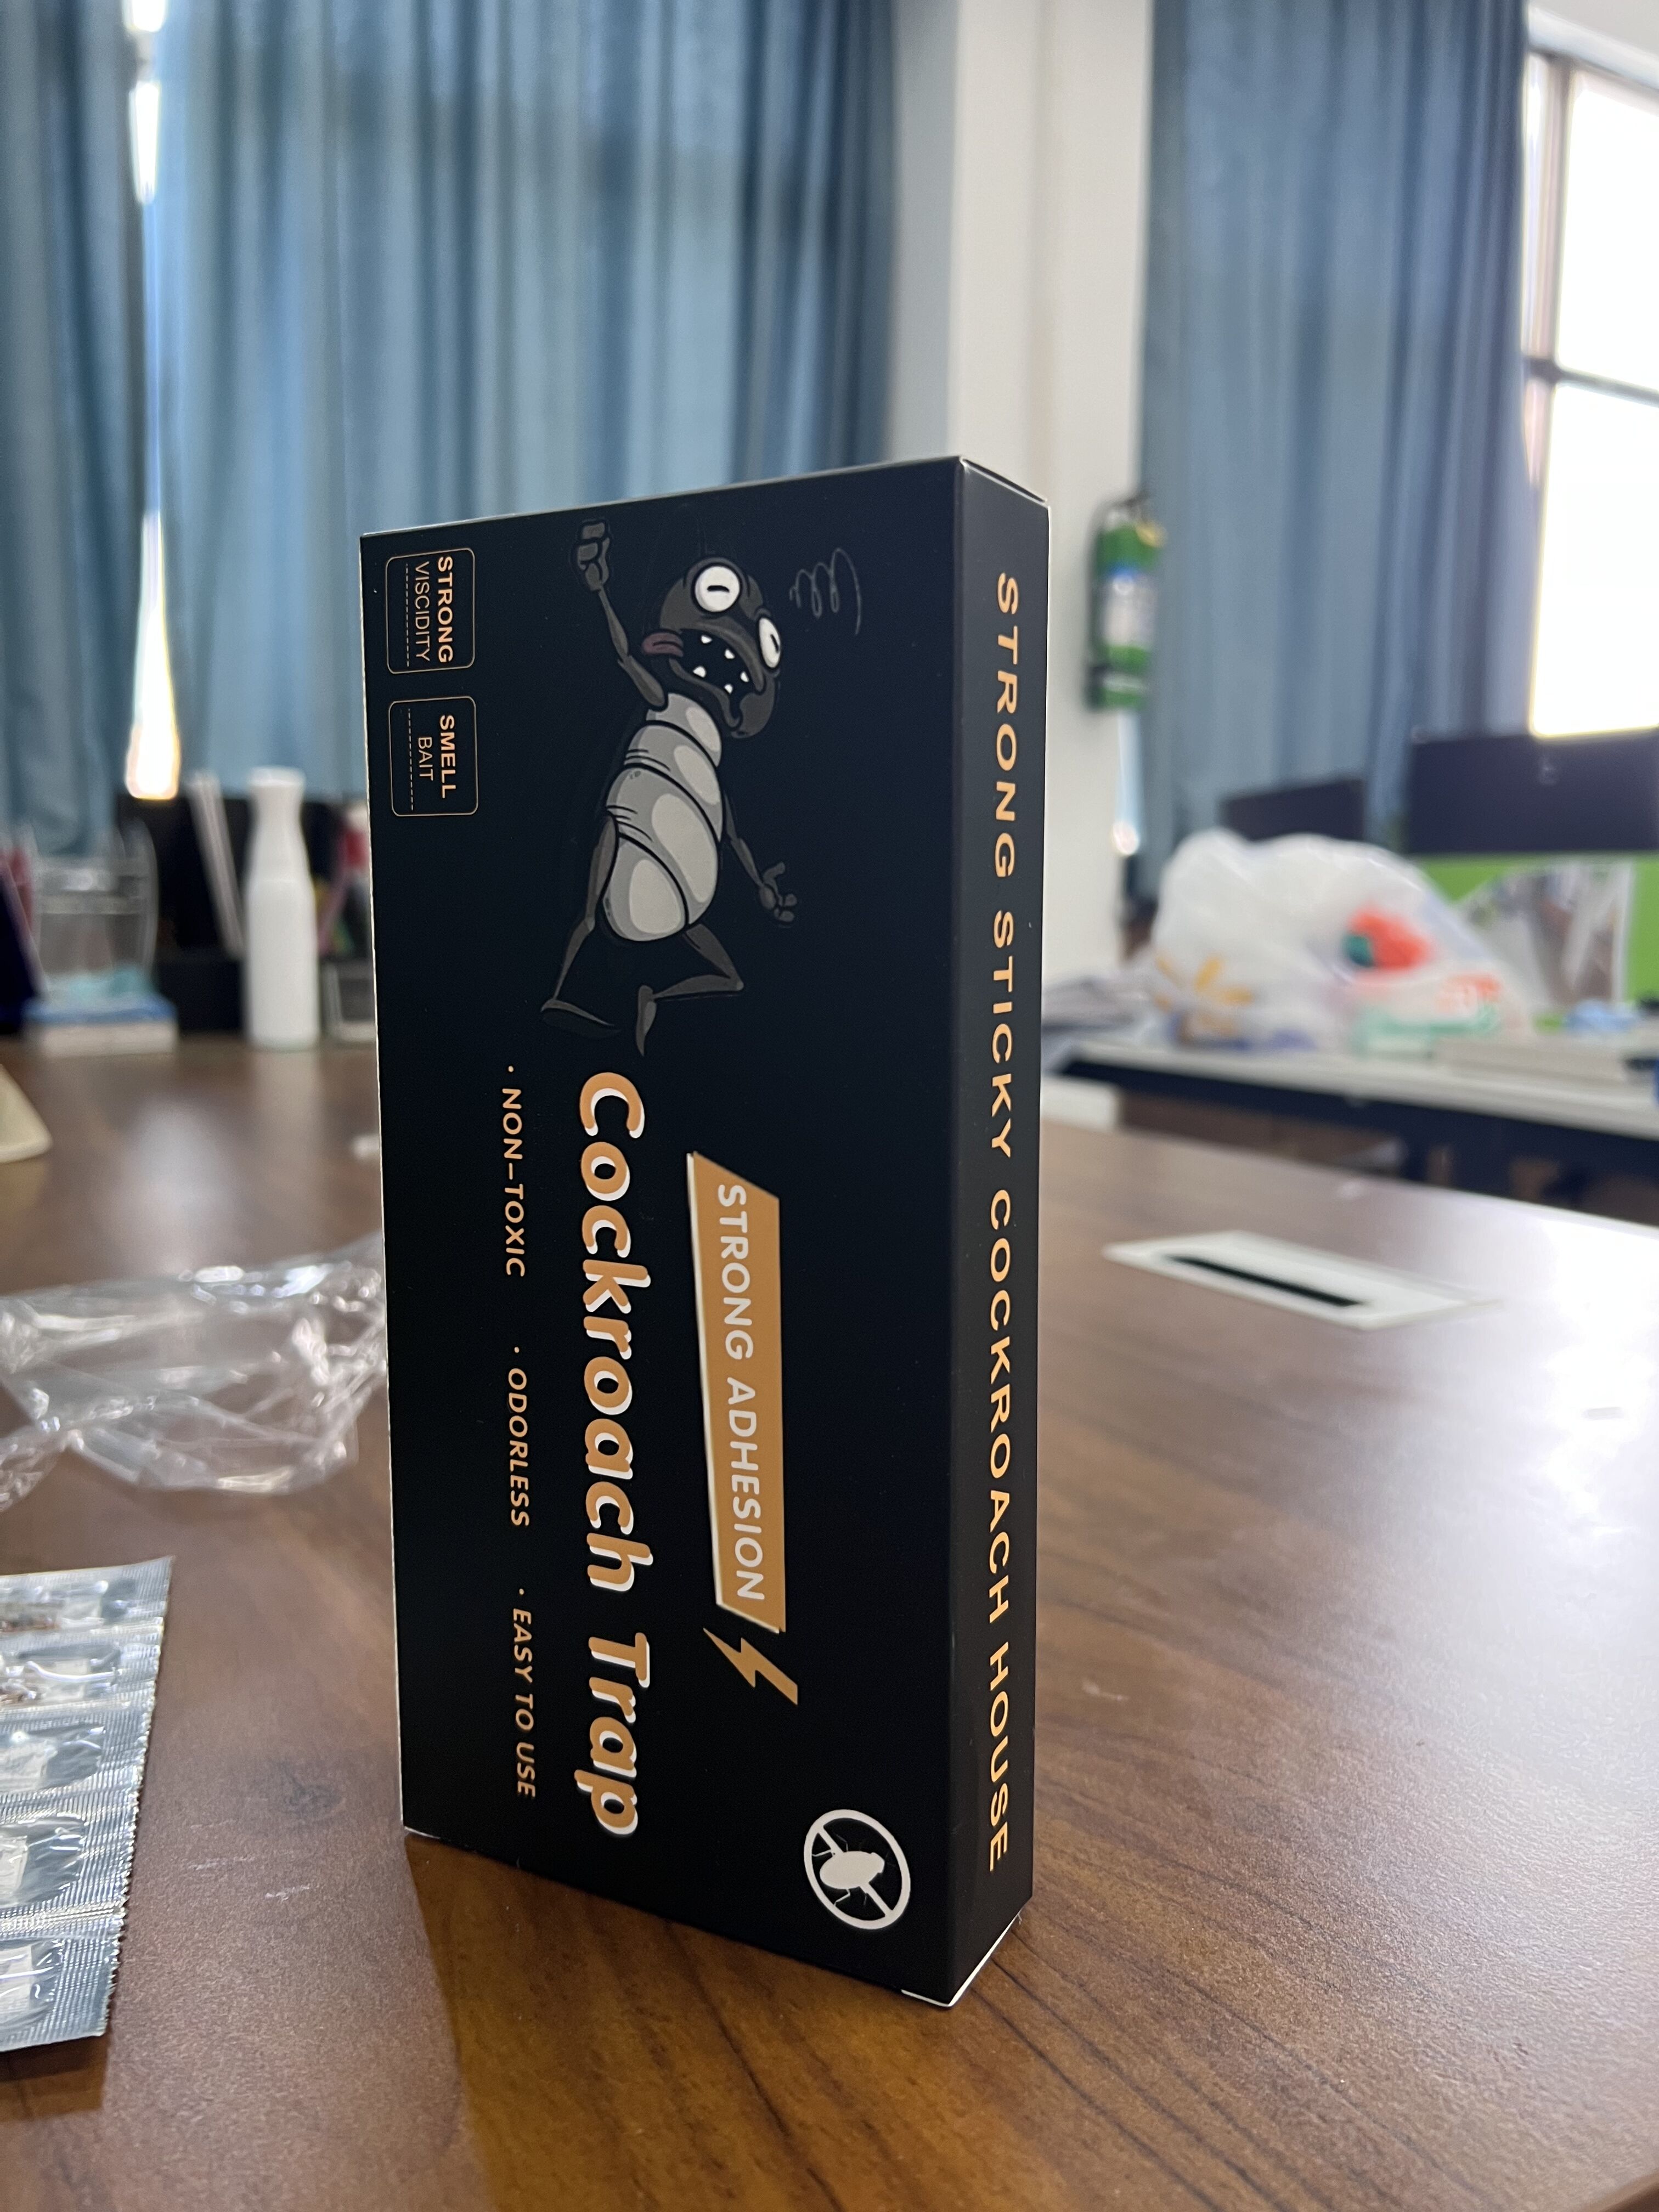 STRONG ADHESION
Cockroach Trap
· NON-TOXIC · ODORLESS · EASY TO USE
STRONG
VISCIDITY
SMELL
BAIT
STRONG STICKY COCKROACH HOUSE